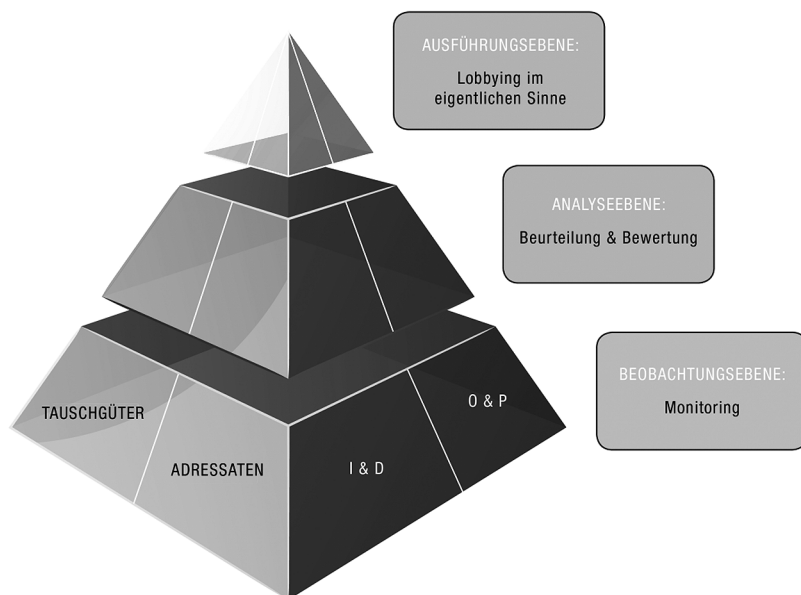 AUSFÜHRUNGSEBENE:
Lobbying im
eigentlichen Sinne
ANALYSEEBENE:
Beurteilung & Bewertung
BEOBACHTUNGSEBENE:
Monitoring
TAUSCHGÜTER
ADRESSATEN
I & D
O & P